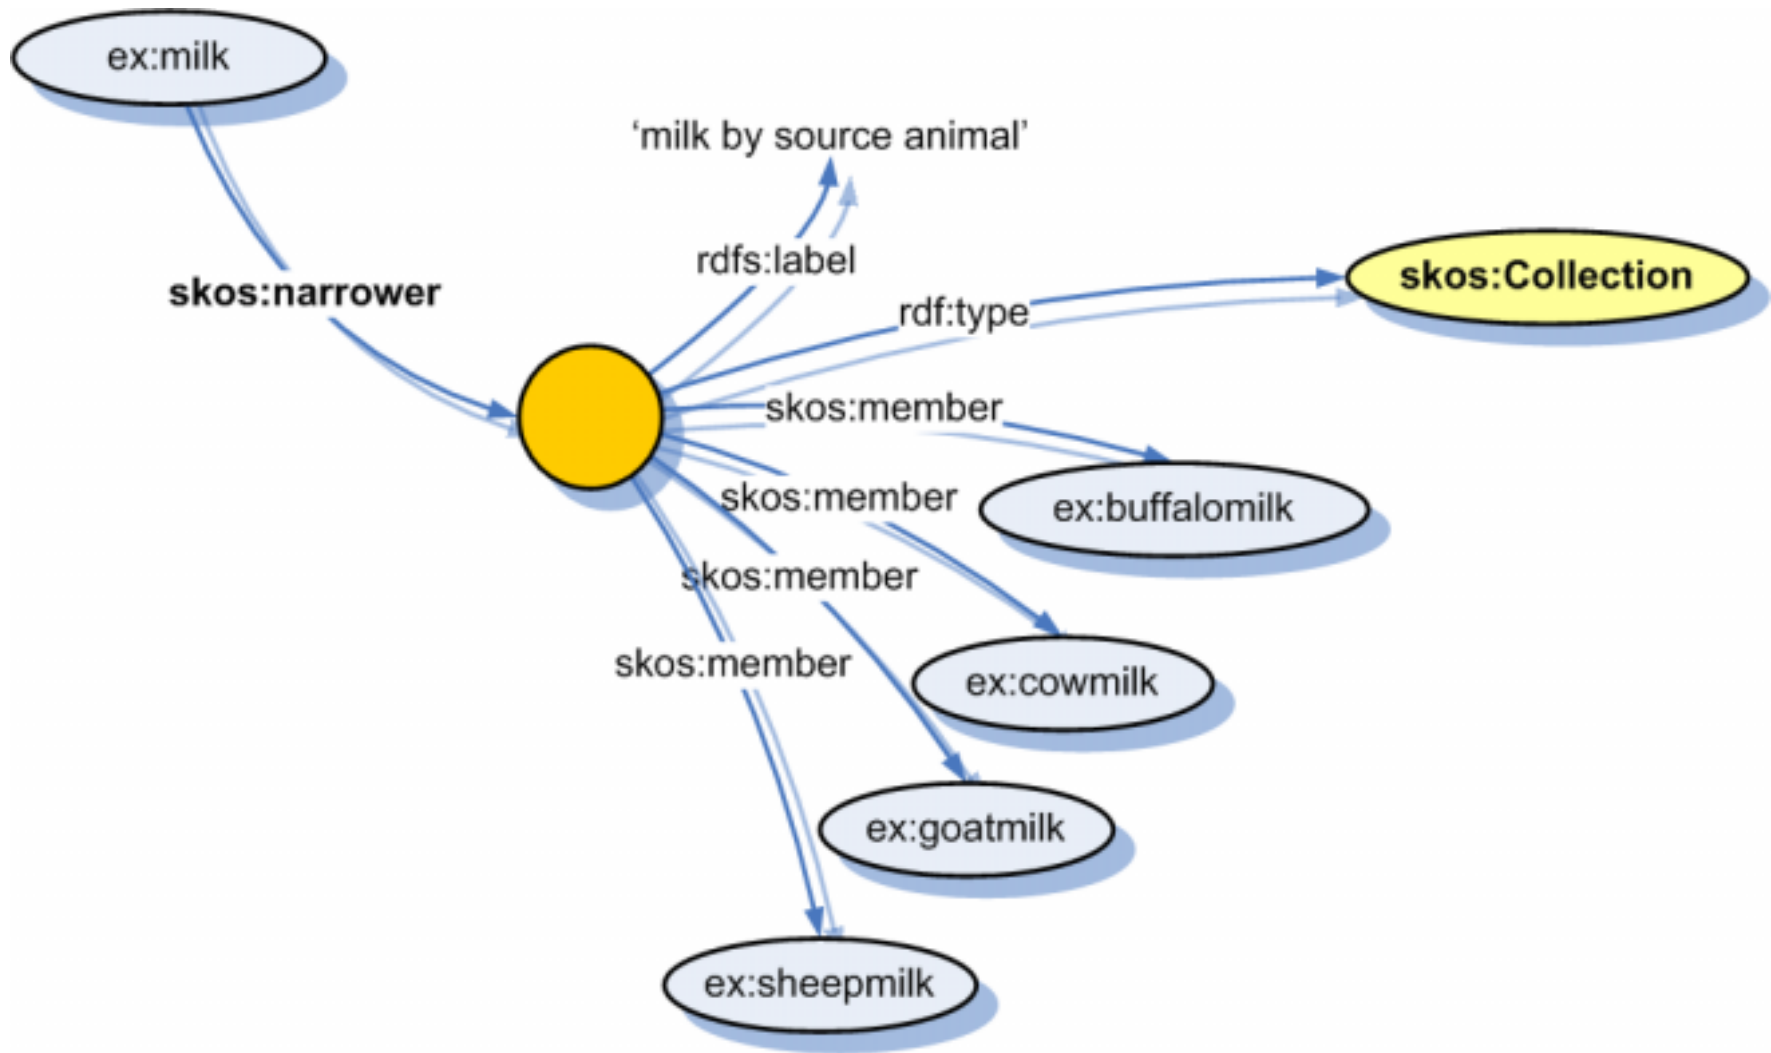 ex:milk
‘milk by source animal’
rdfs:label
skos:Collection
skos:narrower
rdf:type
skos:member
skos:member
ex:buffalomilk
skos:member
skos:member
ex:cowmilk
ex:goatmilk
ex:sheepmilk